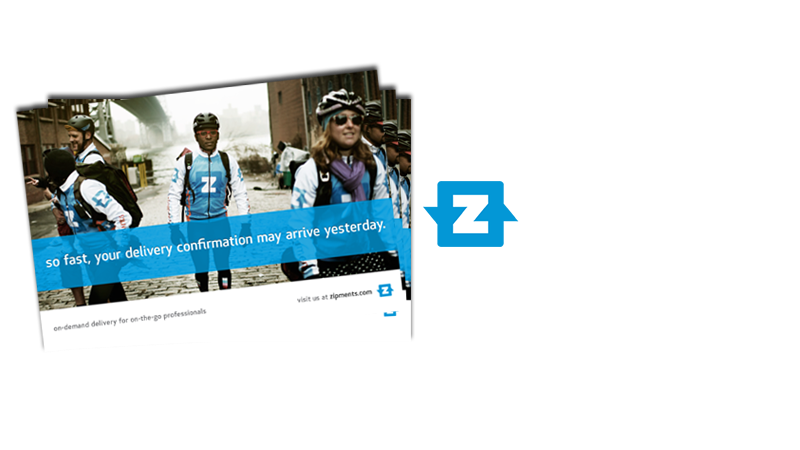 so fast, your delivery confirmation may arrive yesterday.
visit us at zipments.com
on-demand delivery for on-the-go professionals
Z
Z
Z